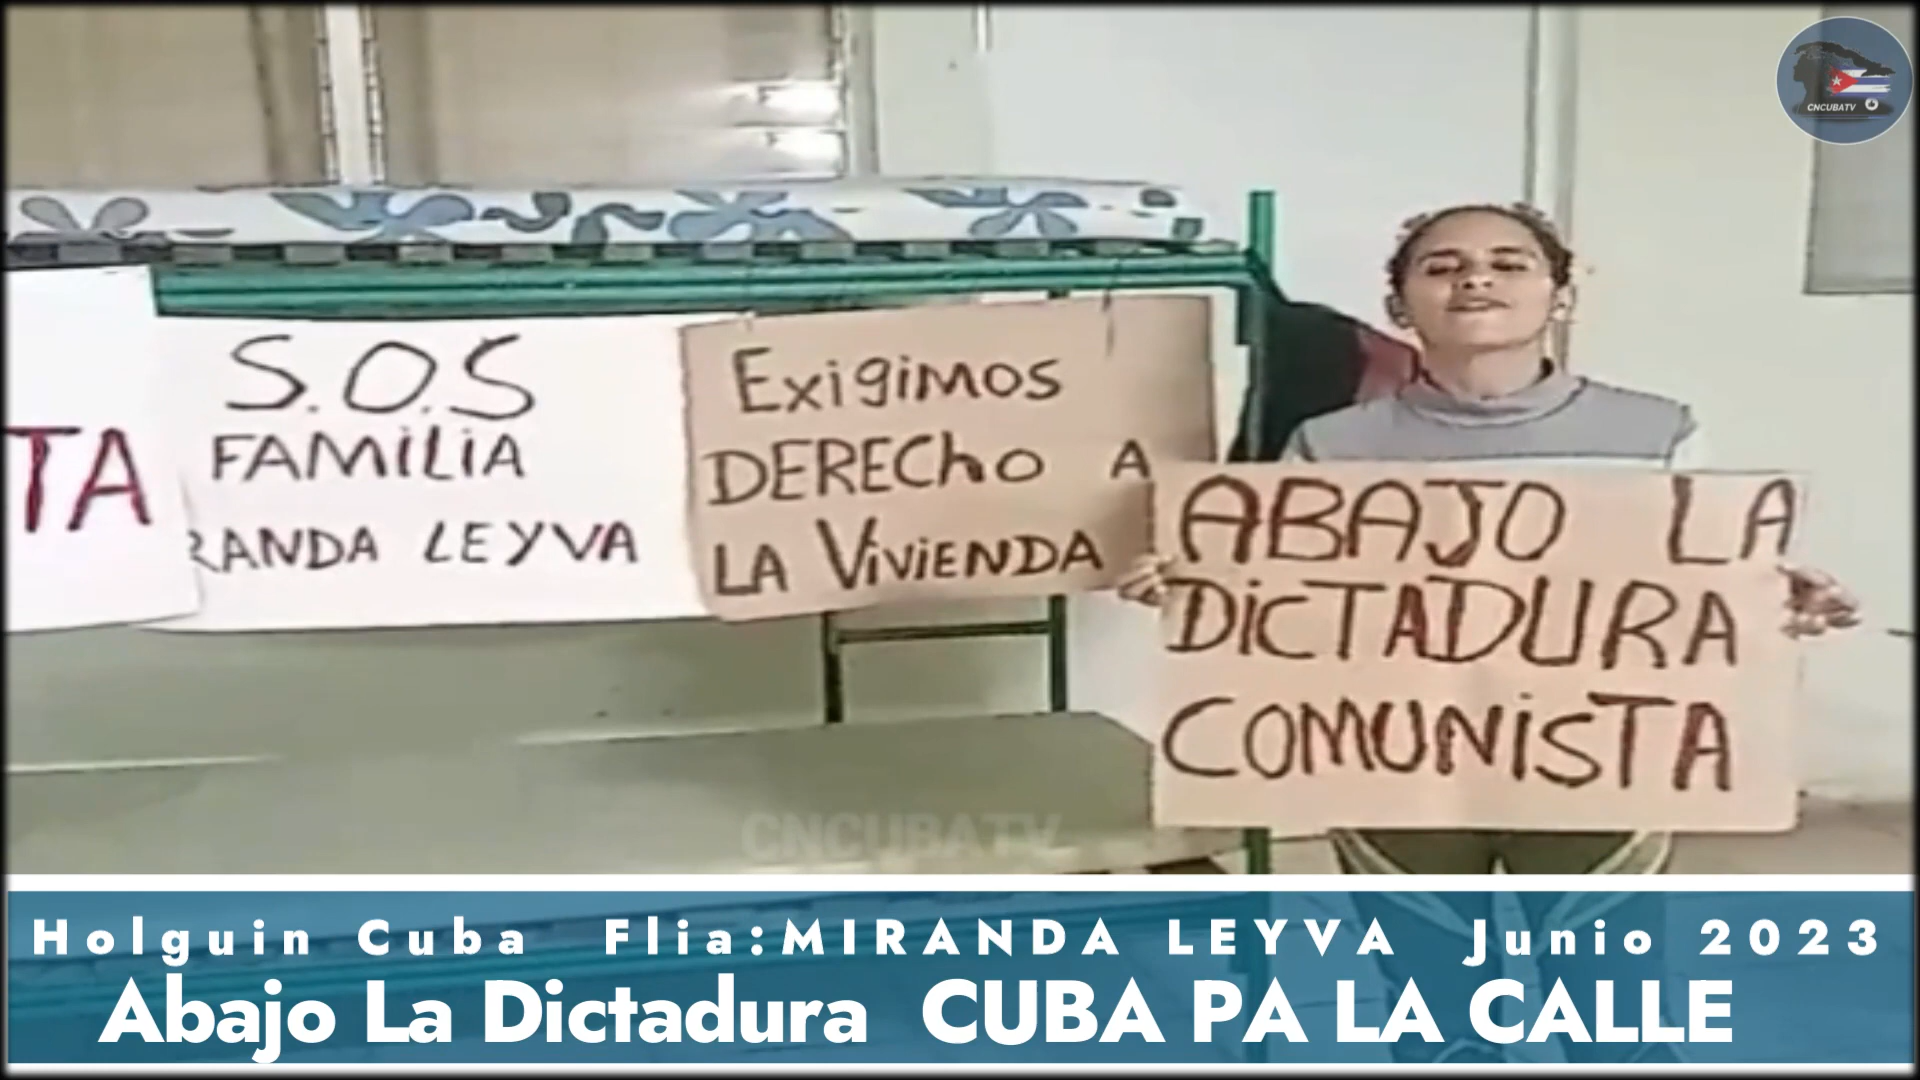 CNCUBATV
TA
S.O.S
FAMiLiA
RANDA LEYVA
ExigiMOS
DERECho A
LA ViViENDA
ABAJO LA
DiCTADURA
COMUNiSTA
CNCUBATV
Holguin Cuba Flia:MIRANDA LEYVA Junio 2023
Abajo La Dictadura CUBA PA LA CALLE